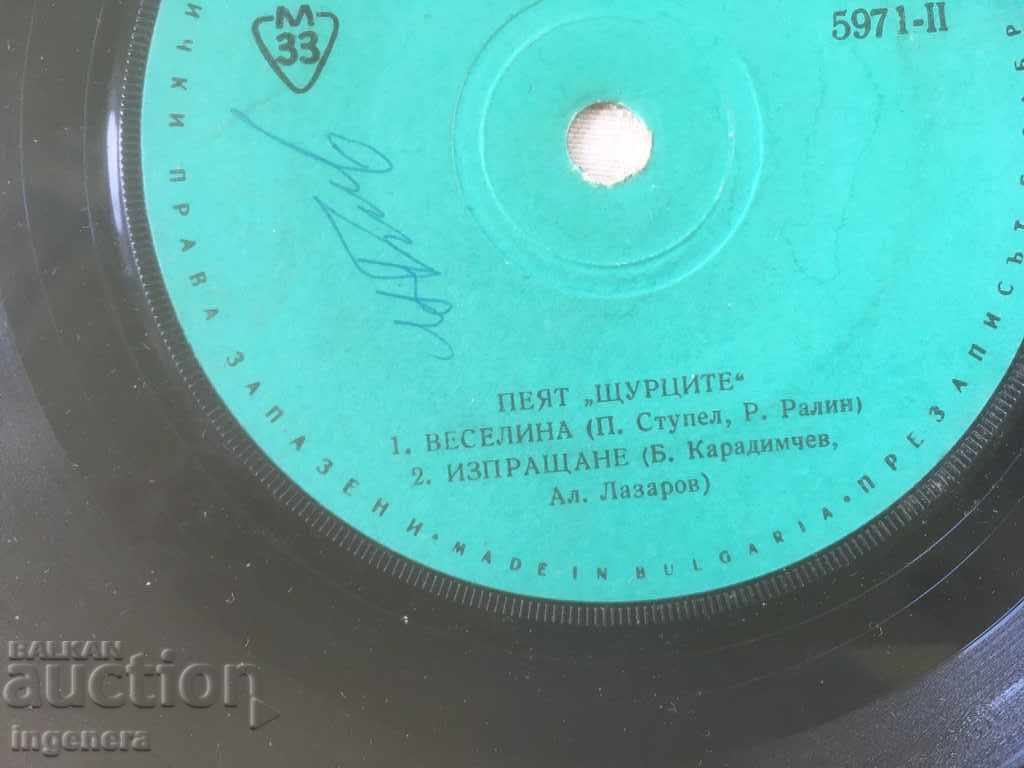 М
33
5971-II
ПЕЯТ „ЩУРЦИТЕ“
1. ВЕСЕЛИНА (П. Ступел, Р. Ралин)
2. ИЗПРАЩАНЕ (Б. Карадимчев,
Ал. Лазаров)
ИЧКИ ПРАВА ЗАПАЗЕНИ • MADE IN BULGARIA • ПРЕЗАПИСЪТ
BALKAN
auction
ingenera